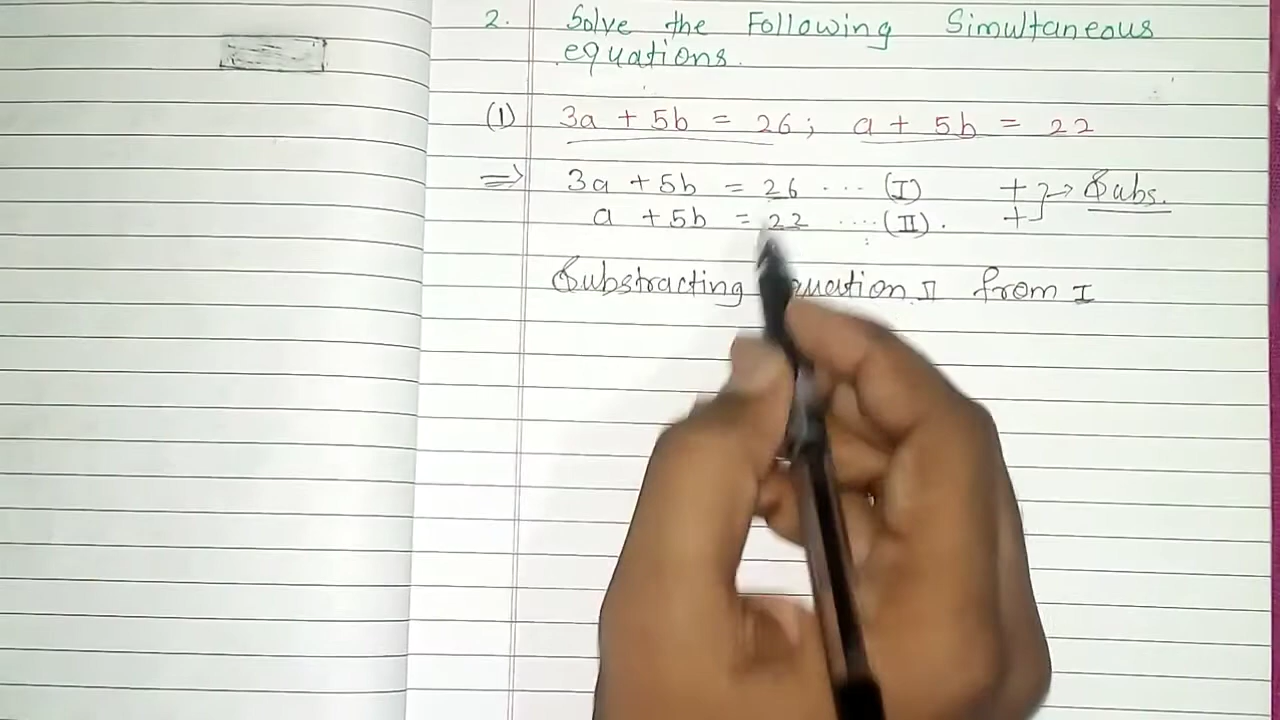 2. Solve the Following Simultaneous
equations.
(1) 3a + 5b = 26; a + 5b = 22
⇒ 3a + 5b = 26 ... (I) + → Subs.
a + 5b = 22 ....(II). +
Substracting II from I